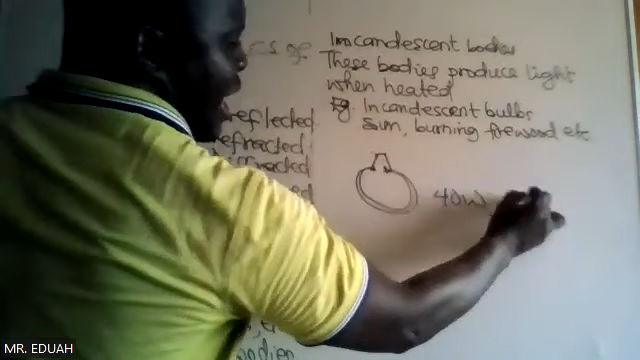 Incandescent bodies
These bodies produce light
when heated
Eg. Incandescent bulbs
sun, burning firewood etc
reflected
refracted
40W
MR. EDUAH